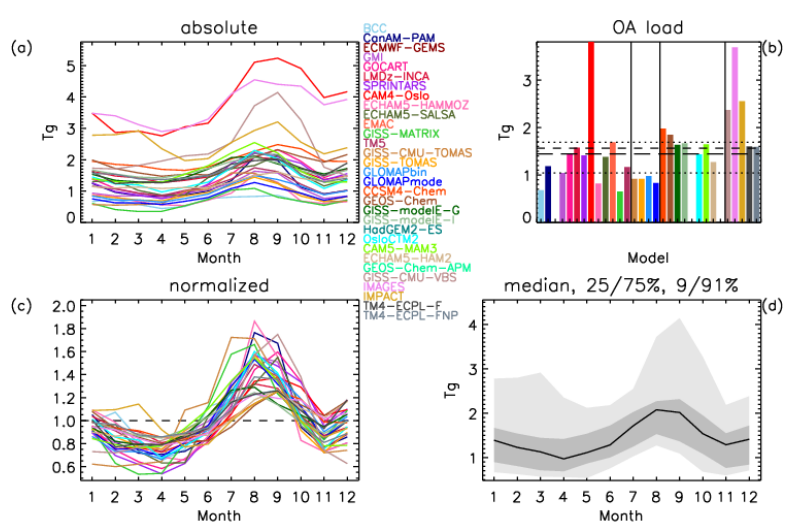 absolute
(a)
Tg
5
4
3
2
1
0
1 2 3 4 5 6 7 8 9 10 11 12
Month
BCC
CanAM-PAM
ECMWF-GEMS
GMI
GOCART
LMDz-INCA
SPRINTARS
CAM4-Oslo
ECHAM5-HAMMOZ
ECHAM5-SALSA
EMAC
GISS-MATRIX
TM5
GISS-CMU-TOMAS
GISS-TOMAS
GLOMAPbin
GLOMAPmode
CCSM4-Chem
GEOS-Chem
GISS-modelE-G
GISS-modelE-I
HadGEM2-ES
OsloCTM2
CAM5-MAM3
ECHAM5-HAM2
GEOS-Chem-APM
GISS-CMU-VBS
IMAGES
IMPACT
TM4-ECPL-F
TM4-ECPL-FNP
OA load
(b)
Tg
3
2
1
0
Model
normalized
(c)
2.0
1.8
1.6
1.4
1.2
1.0
0.8
0.6
1 2 3 4 5 6 7 8 9 10 11 12
Month
median, 25/75%, 9/91%
(d)
Tg
4
3
2
1
1 2 3 4 5 6 7 8 9 10 11 12
Month